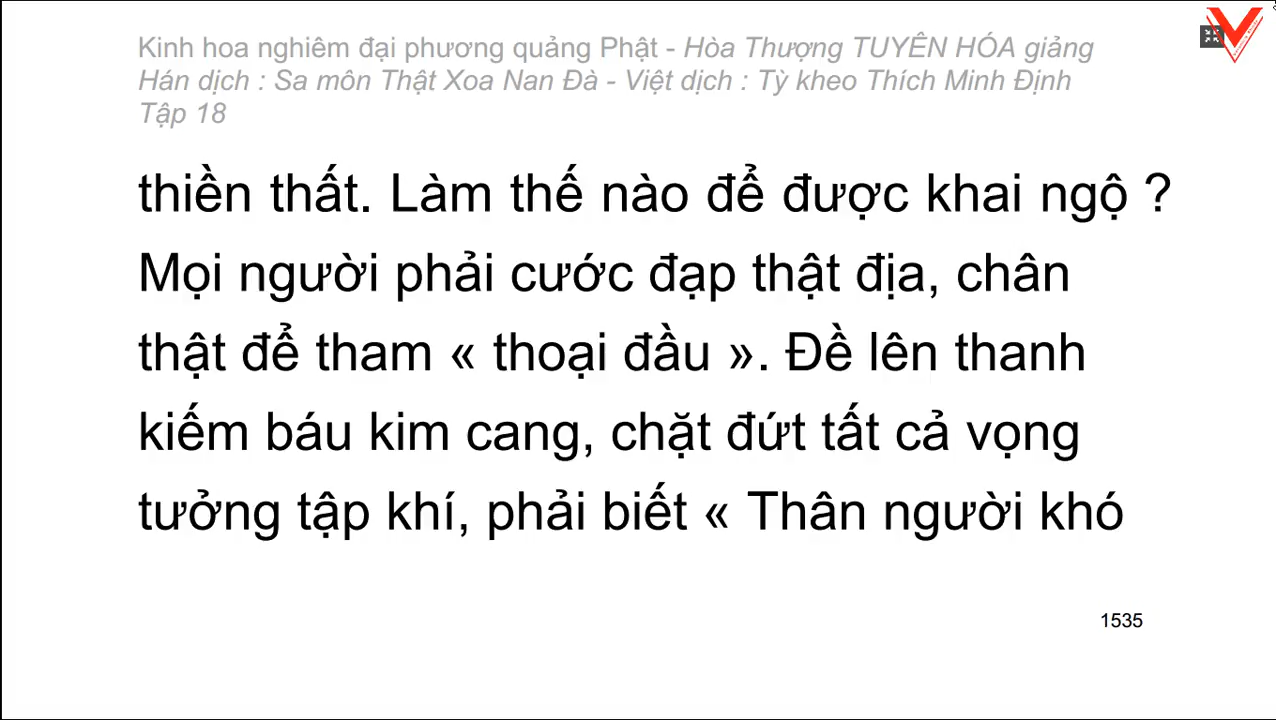 Kinh hoa nghiêm đại phương quảng Phật - Hòa Thượng TUYÊN HÓA giảng
Hán dịch : Sa môn Thật Xoa Nan Đà - Việt dịch : Tỳ kheo Thích Minh Định
Tập 18
thiền thất. Làm thế nào để được khai ngộ ?
Mọi người phải cước đạp thật địa, chân
thật để tham « thoại đầu ». Đề lên thanh
kiếm báu kim cang, chặt đứt tất cả vọng
tưởng tập khí, phải biết « Thân người khó
1535